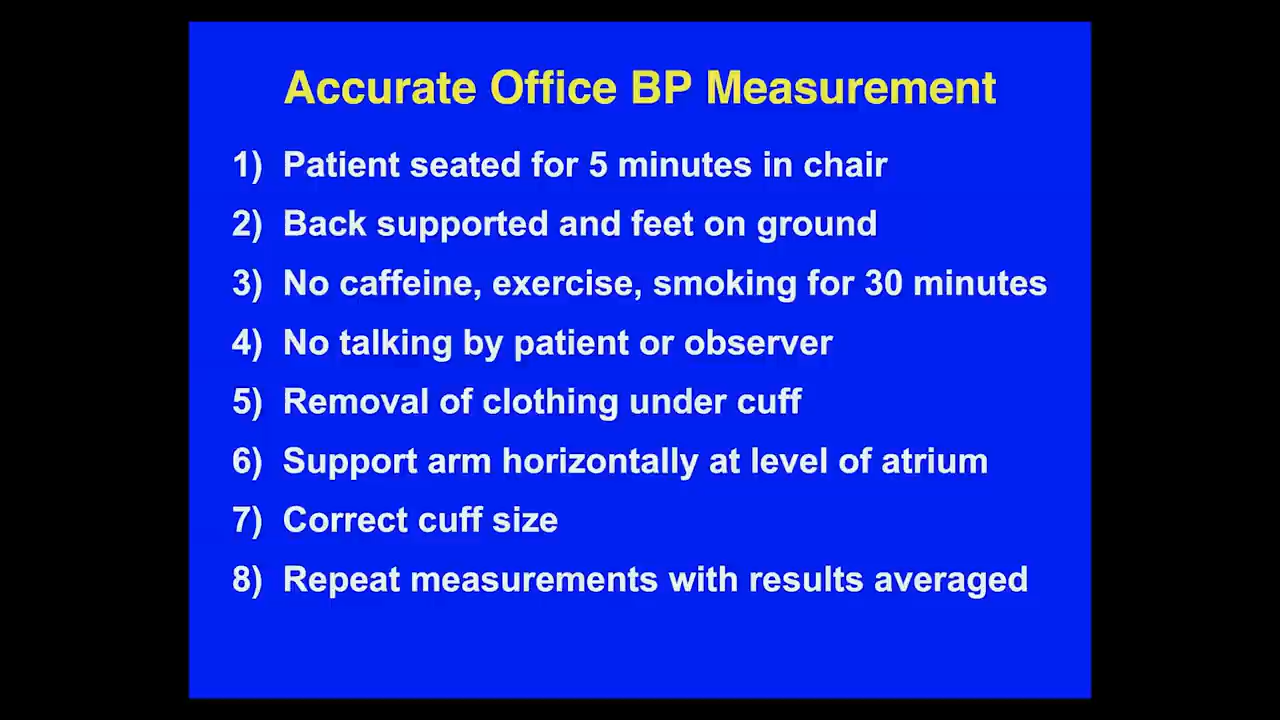 Accurate Office BP Measurement
1) Patient seated for 5 minutes in chair
2) Back supported and feet on ground
3) No caffeine, exercise, smoking for 30 minutes
4) No talking by patient or observer
5) Removal of clothing under cuff
6) Support arm horizontally at level of atrium
7) Correct cuff size
8) Repeat measurements with results averaged